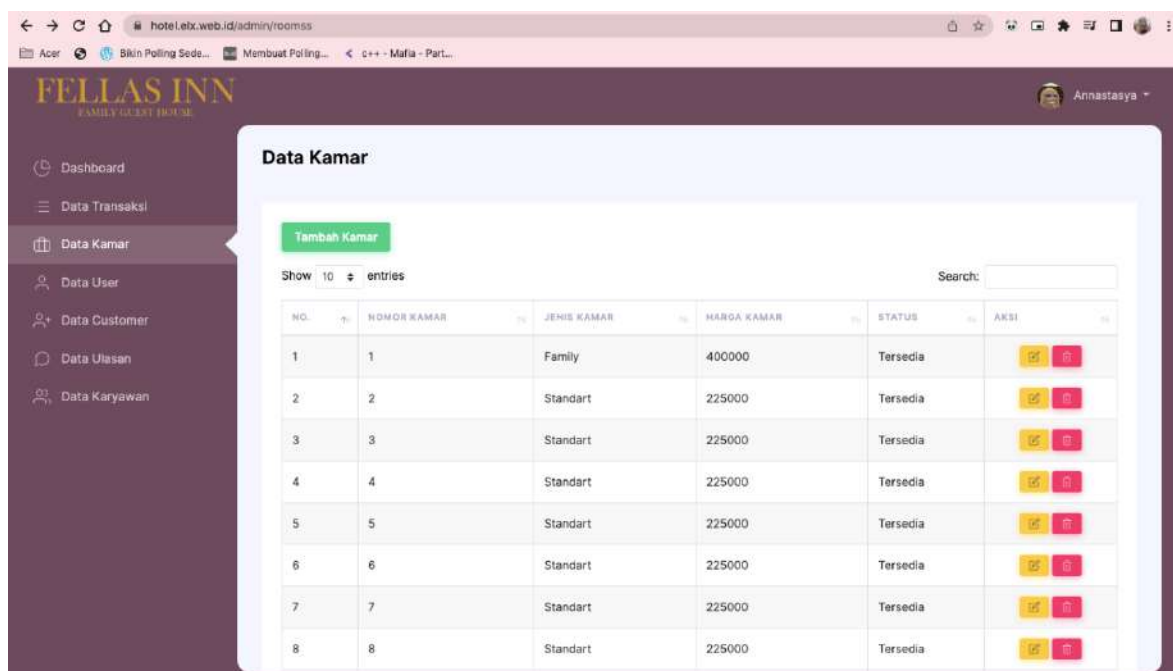 hotel.elx.web.id/admin/roomss
Acer Bikin Polling Sede... Membuat Polling... c++ - Mafia - Part...
FELLAS INN
FAMILY GUEST HOUSE
Annastasya
Dashboard
Data Transaksi
Data Kamar
Data User
Data Customer
Data Ulasan
Data Karyawan
Data Kamar
Tambah Kamar
Show 10 entries Search:
NO. NOMOR KAMAR JENIS KAMAR HARGA KAMAR STATUS AKSI
1 1 Family 400000 Tersedia
2 2 Standart 225000 Tersedia
3 3 Standart 225000 Tersedia
4 4 Standart 225000 Tersedia
5 5 Standart 225000 Tersedia
6 6 Standart 225000 Tersedia
7 7 Standart 225000 Tersedia
8 8 Standart 225000 Tersedia